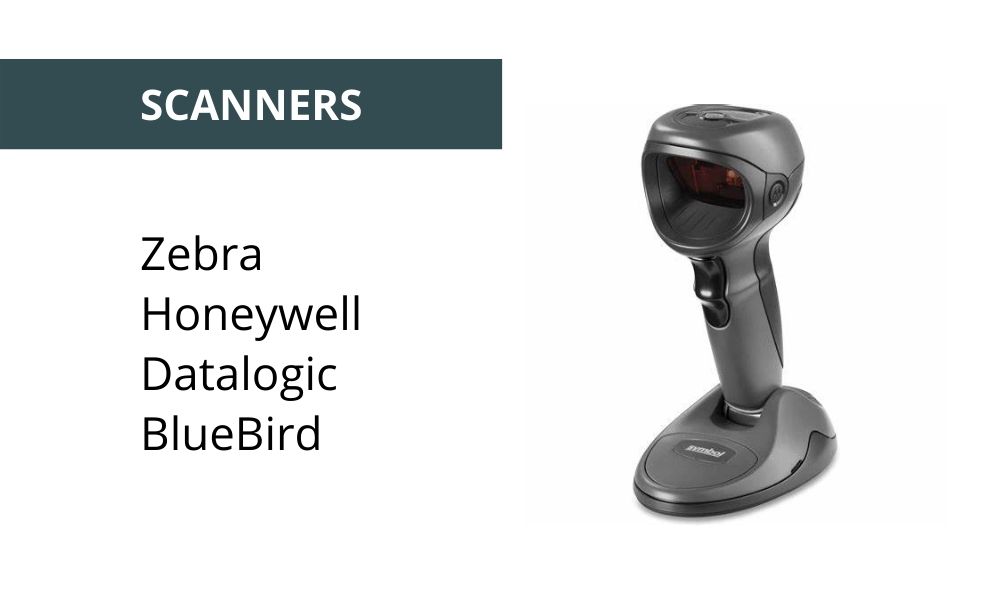 SCANNERS
Zebra
Honeywell
Datalogic
BlueBird
symbol